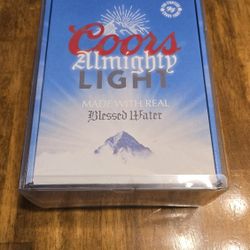 Coors
Almighty
LIGHT
MADE WITH REAL
Blessed Water